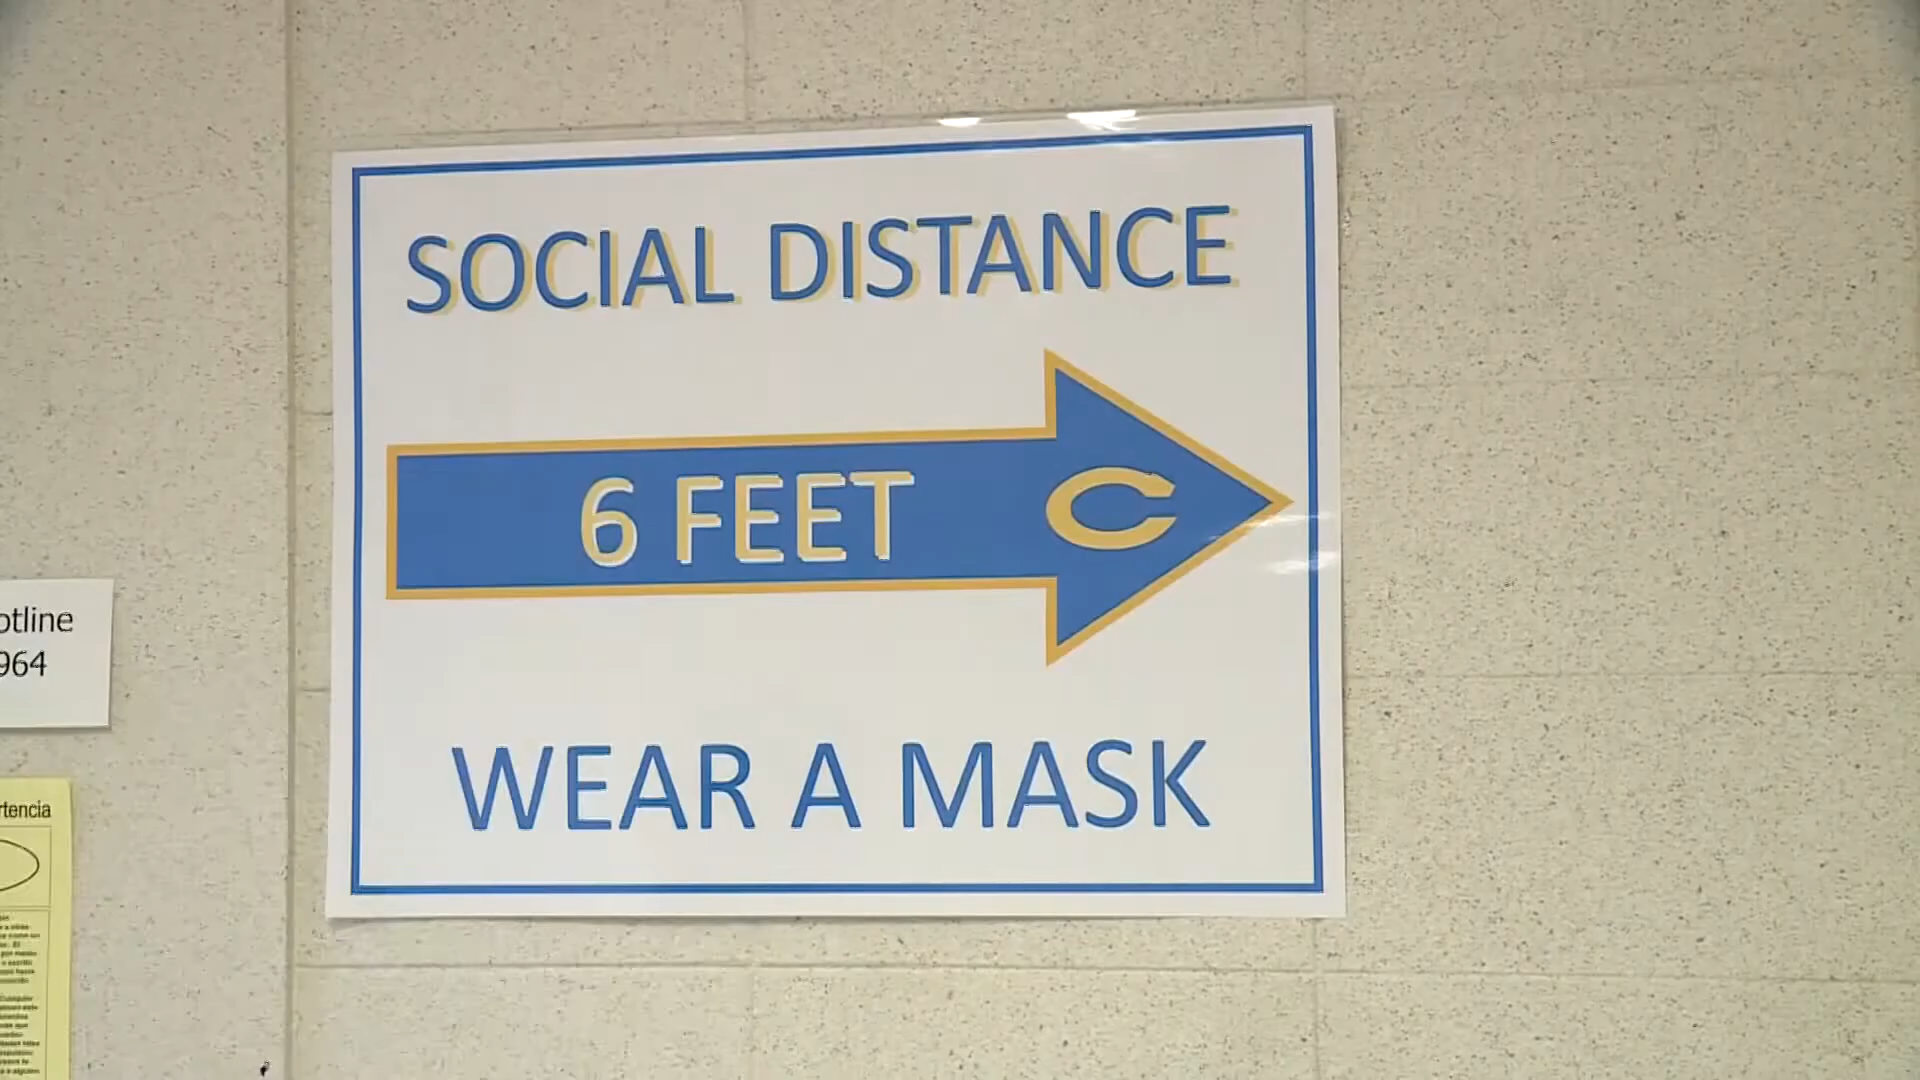 SOCIAL DISTANCE
6 FEET C
WEAR A MASK
otline
964
rtencia